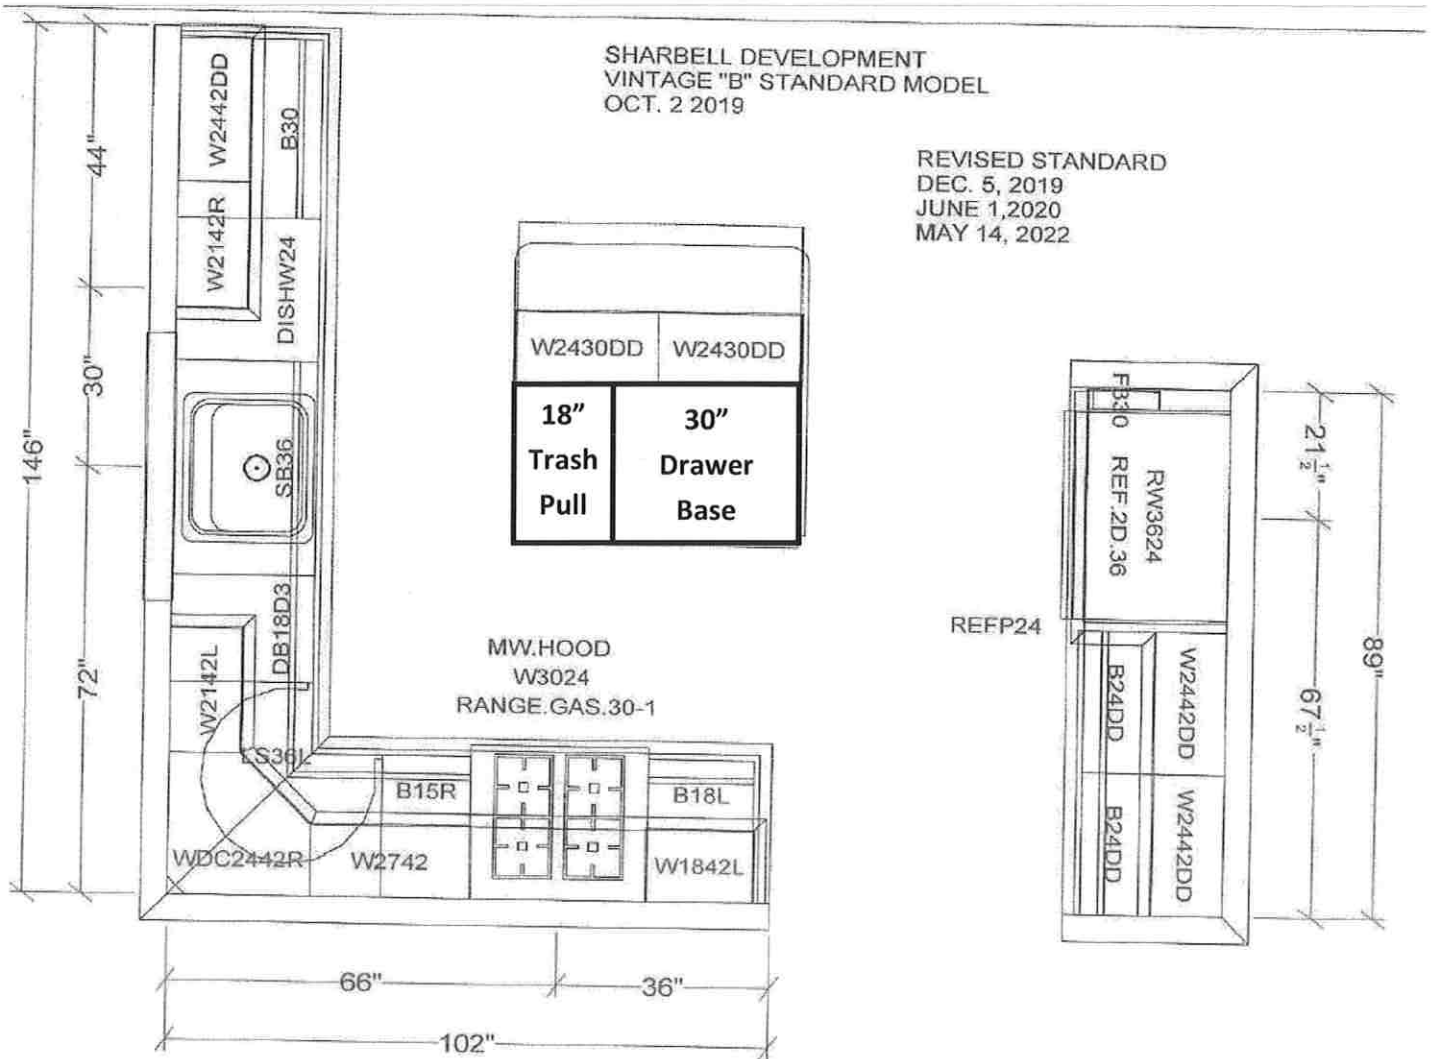 SHARBELL DEVELOPMENT
VINTAGE "B" STANDARD MODEL
OCT. 2 2019
REVISED STANDARD
DEC. 5, 2019
JUNE 1,2020
MAY 14, 2022
146"
44"
30"
72"
W2442DD
B30
W2142R
DISHW24
SB36
DB18D3
W2142L
LS36L
WDC2442R
W2742
B15R
B18L
W1842L
MW.HOOD
W3024
RANGE.GAS.30-1
W2430DD
W2430DD
18”
Trash
Pull
30”
Drawer
Base
REFP24
FB30
REF.2D.36
RW3624
B24DD
W2442DD
B24DD
W2442DD
21 1/2"
67 1/2"
89"
66"
36"
102"